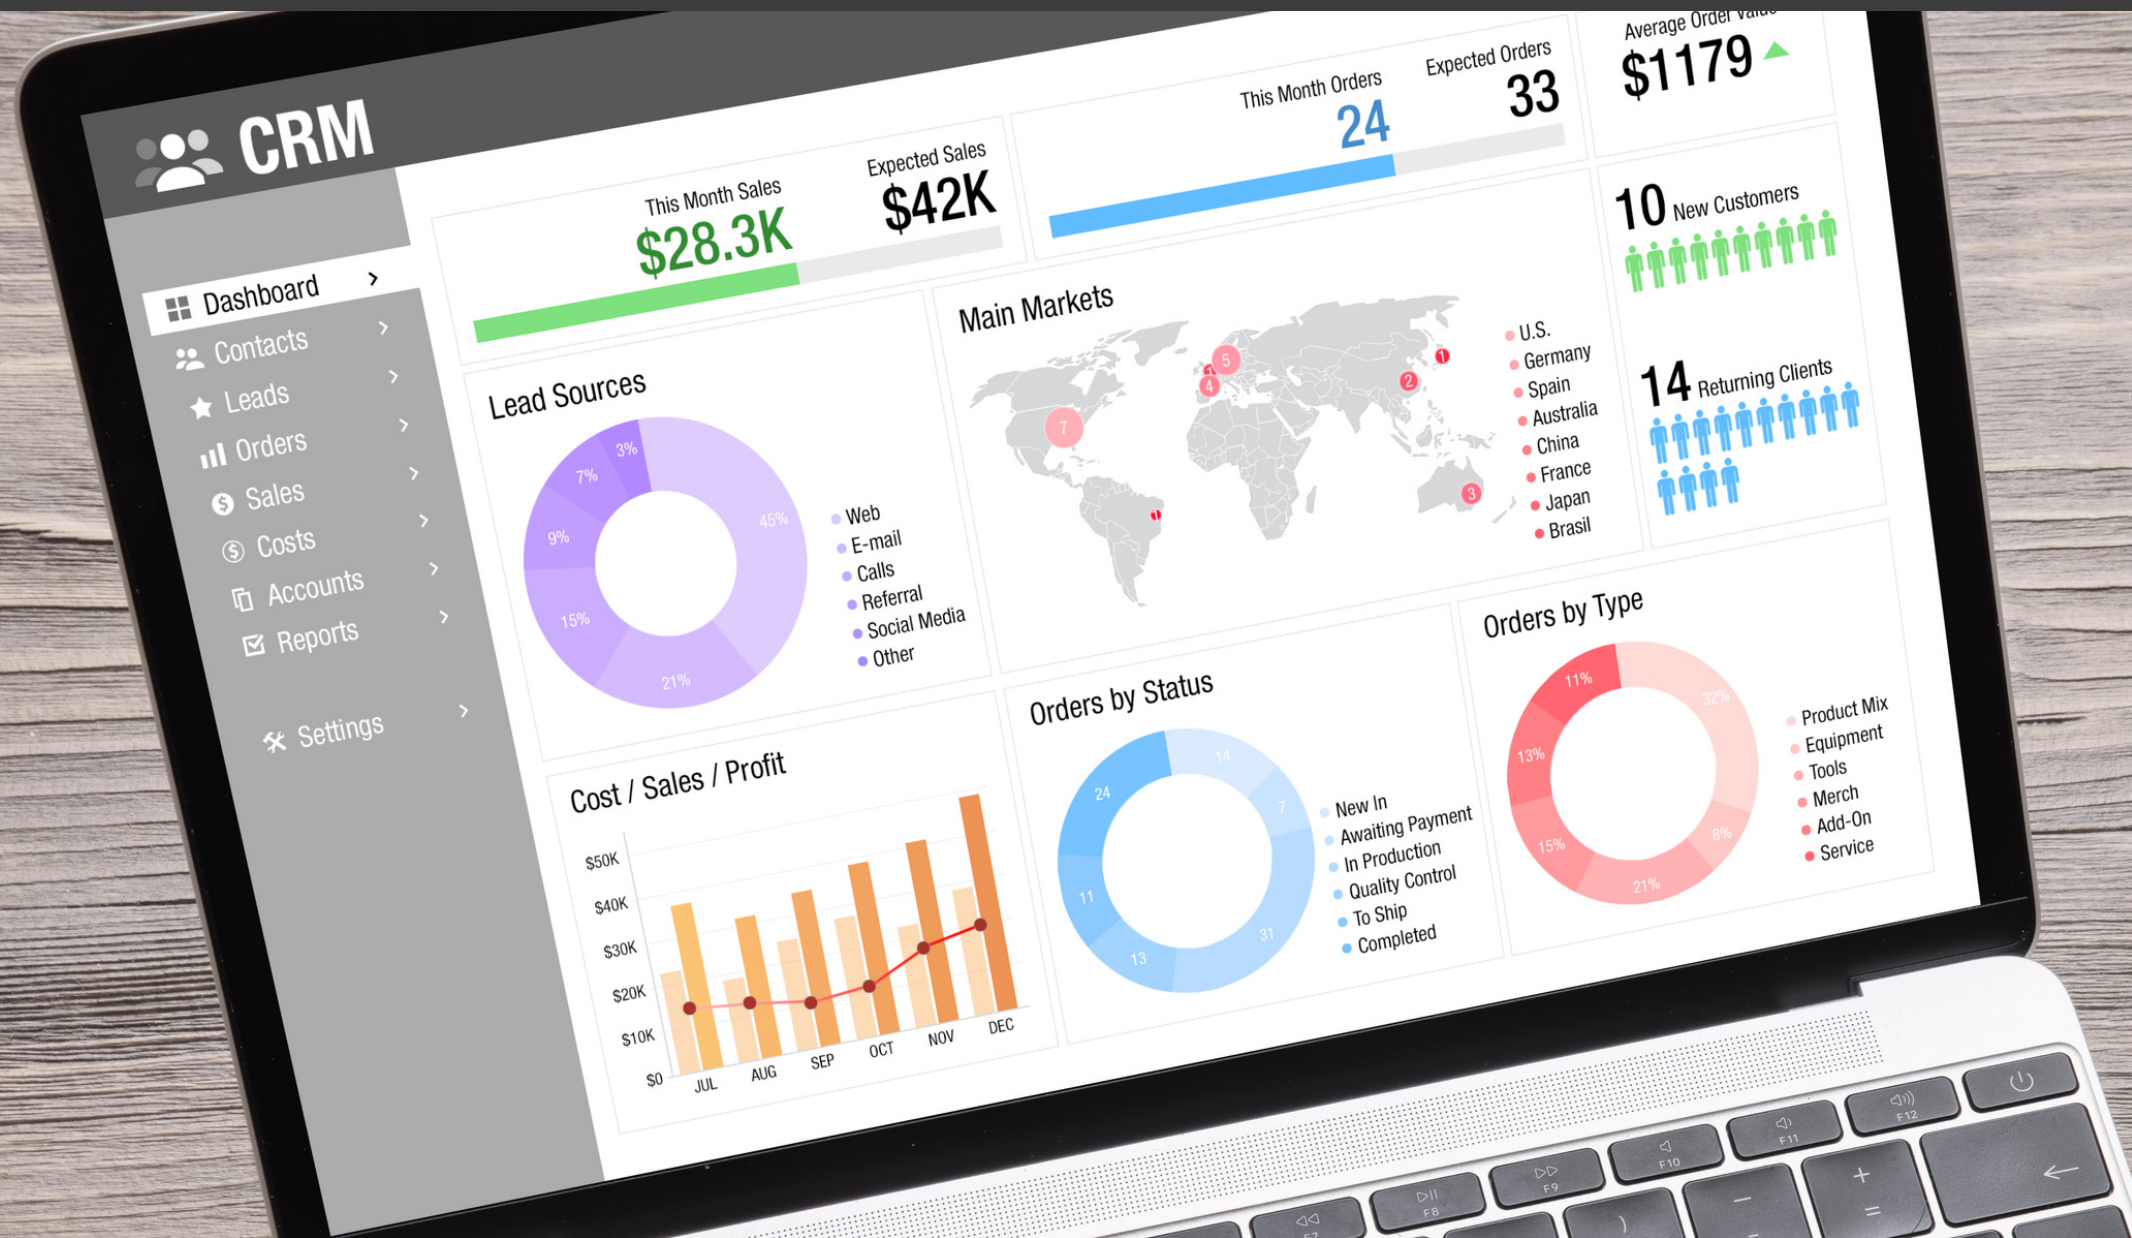 CRM
Dashboard
Contacts
Leads
Orders
Sales
Costs
Accounts
Reports
Settings
This Month Sales
$28.3K
Expected Sales
$42K
This Month Orders
24
Expected Orders
33
Average Order Value
$1179
10 New Customers
14 Returning Clients
Lead Sources
3%
7%
45%
9%
15%
21%
Web
E-mail
Calls
Referral
Social Media
Other
Main Markets
5
1
1
4
2
7
3
1
U.S.
Germany
Spain
Australia
China
France
Japan
Brasil
Cost / Sales / Profit
$50K
$40K
$30K
$20K
$10K
$0
JUL
AUG
SEP
OCT
NOV
DEC
Orders by Status
14
24
7
11
31
13
New In
Awaiting Payment
In Production
Quality Control
To Ship
Completed
Orders by Type
11%
32%
13%
8%
15%
21%
Product Mix
Equipment
Tools
Merch
Add-On
Service
F7
F8
F9
F10
F11
F12
)
−
+
=